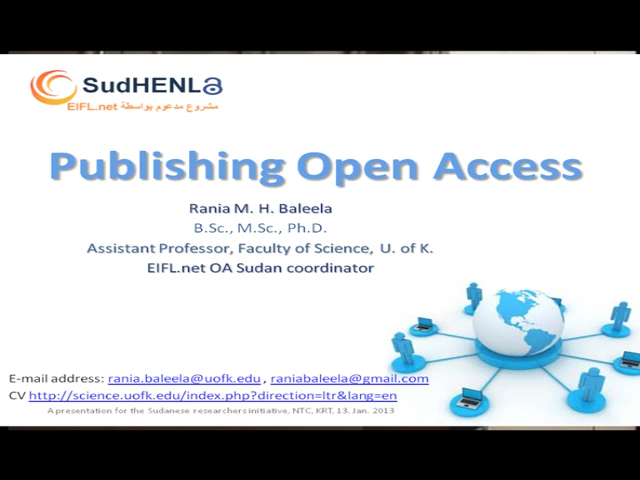 SudHENLa
مشروع مدعوم بواسطة EIFL.net
Publishing Open Access
Rania M. H. Baleela
B.Sc., M.Sc., Ph.D.
Assistant Professor, Faculty of Science, U. of K.
EIFL.net OA Sudan coordinator
E-mail address: rania.baleela@uofk.edu , raniabaleela@gmail.com
CV http://science.uofk.edu/index.php?direction=ltr&lang=en
A presentation for the Sudanese researchers initiative, NTC, KRT, 13. Jan. 2013